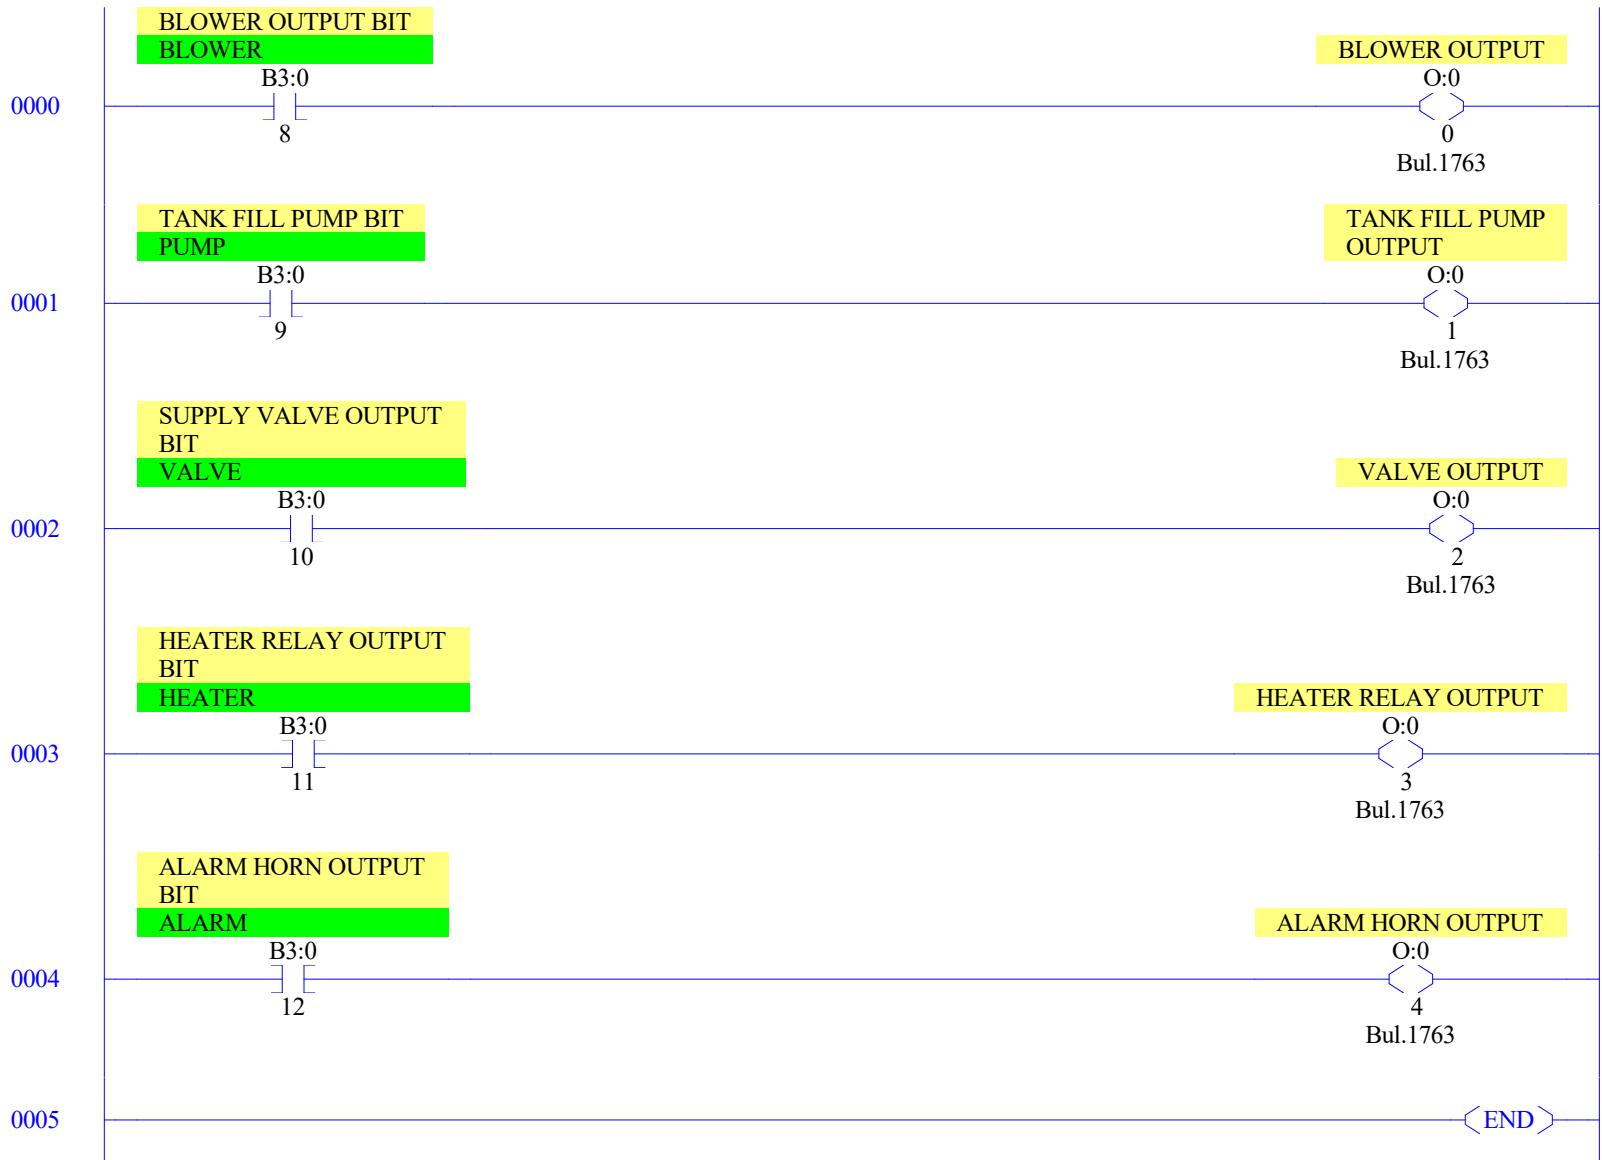 BLOWER OUTPUT BIT
BLOWER
B3:0
8
BLOWER OUTPUT
O:0
0
Bul.1763
0000
TANK FILL PUMP BIT
PUMP
B3:0
9
TANK FILL PUMP
OUTPUT
O:0
1
Bul.1763
0001
SUPPLY VALVE OUTPUT
BIT
VALVE
B3:0
10
VALVE OUTPUT
O:0
2
Bul.1763
0002
HEATER RELAY OUTPUT
BIT
HEATER
B3:0
11
HEATER RELAY OUTPUT
O:0
3
Bul.1763
0003
ALARM HORN OUTPUT
BIT
ALARM
B3:0
12
ALARM HORN OUTPUT
O:0
4
Bul.1763
0004
0005
END